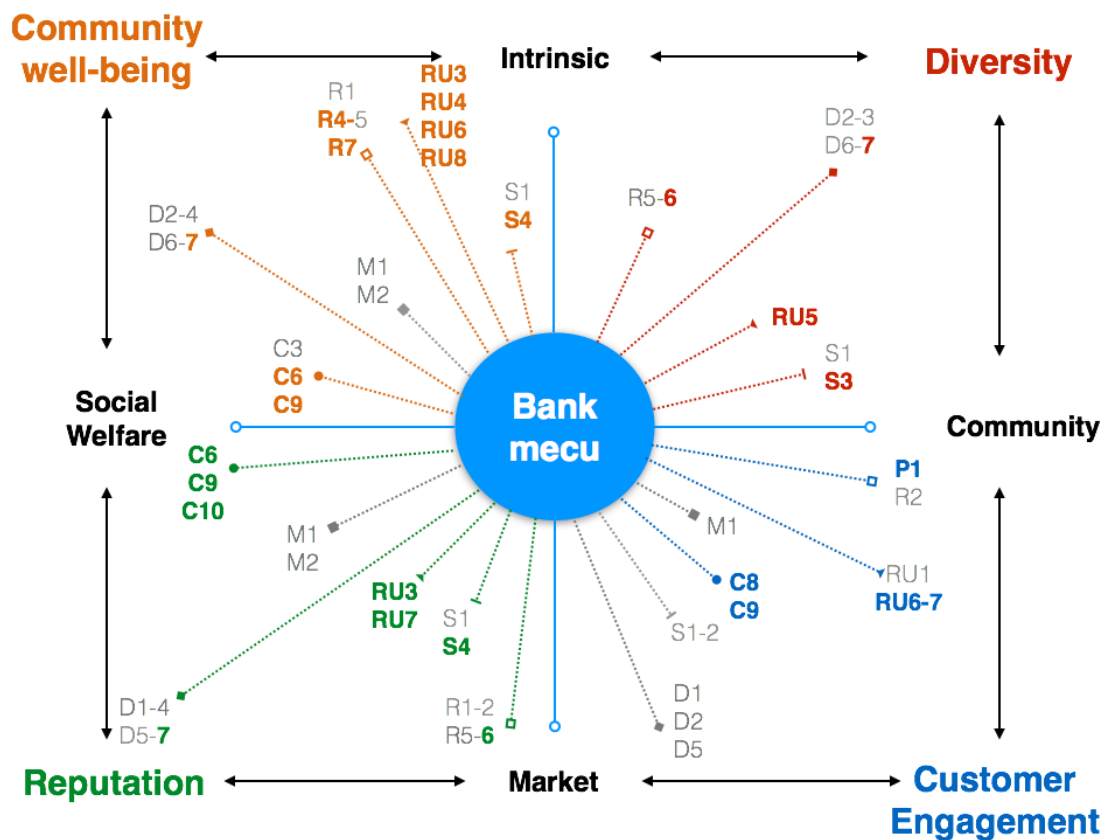 Community
well-being
Intrinsic
Diversity
RU3
RU4
RU6
RU8
R1
R4-5
R7
D2-3
D6-7
S1
S4
R5-6
D2-4
D6-7
M1
M2
RU5
C3
C6
C9
S1
S3
Social
Welfare
Bank
mecu
Community
C6
C9
C10
P1
R2
M1
M2
M1
RU3
RU7
C8
C9
RU1
RU6-7
S1
S4
S1-2
D1-4
D5-7
R1-2
R5-6
D1
D2
D5
Reputation
Market
Customer
Engagement